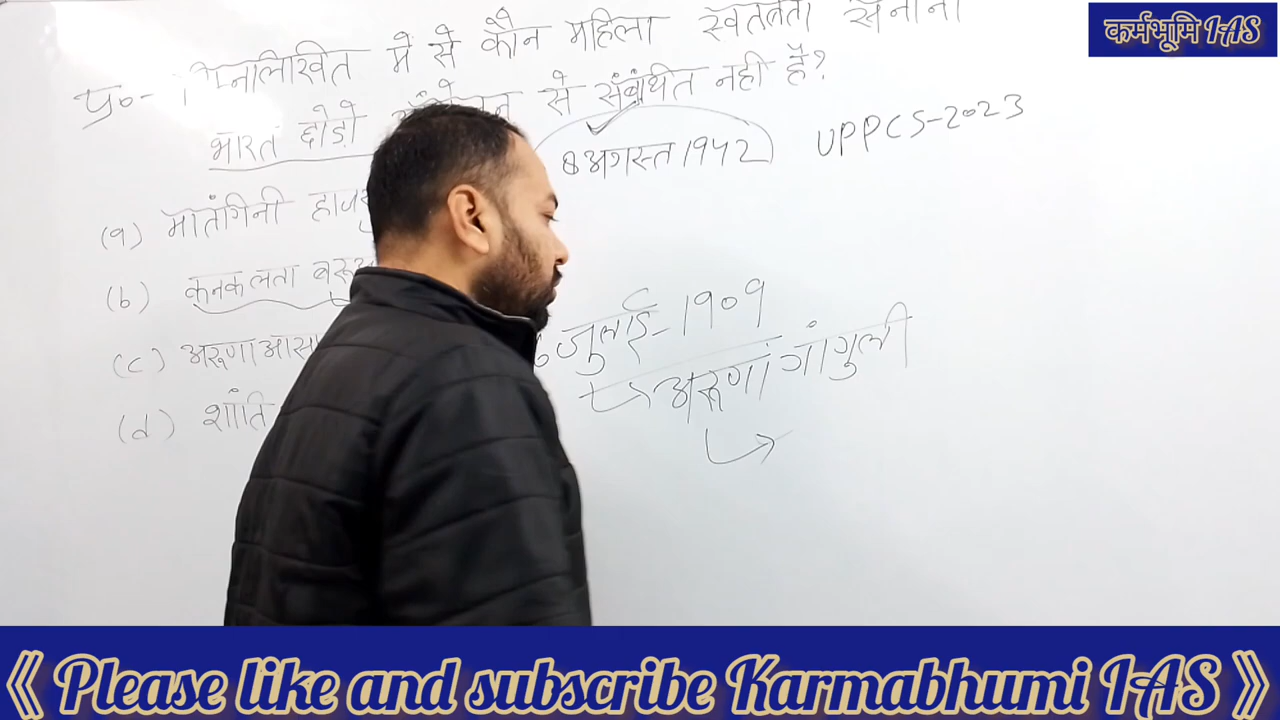 कर्मभूमि IAS
प्र०- में से कौन महिला स्वतंत्रता सेनानी
भारत छोड़ो से संबंधित नही है?
8 अगस्त 1942 UPPCS-2023
(a) मातंगिनी
(b) कनकलता
(c) अरूणा
(d) शांति
जुलाई-1909
अरूणा गांगुली
《 Please like and subscribe Karmabhumi IAS 》